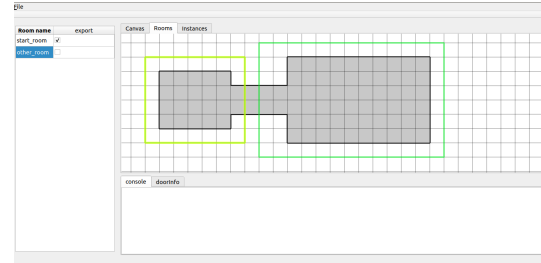 File
Room name export
start_room
other_room
Canvas Rooms Instances
console doorinfo